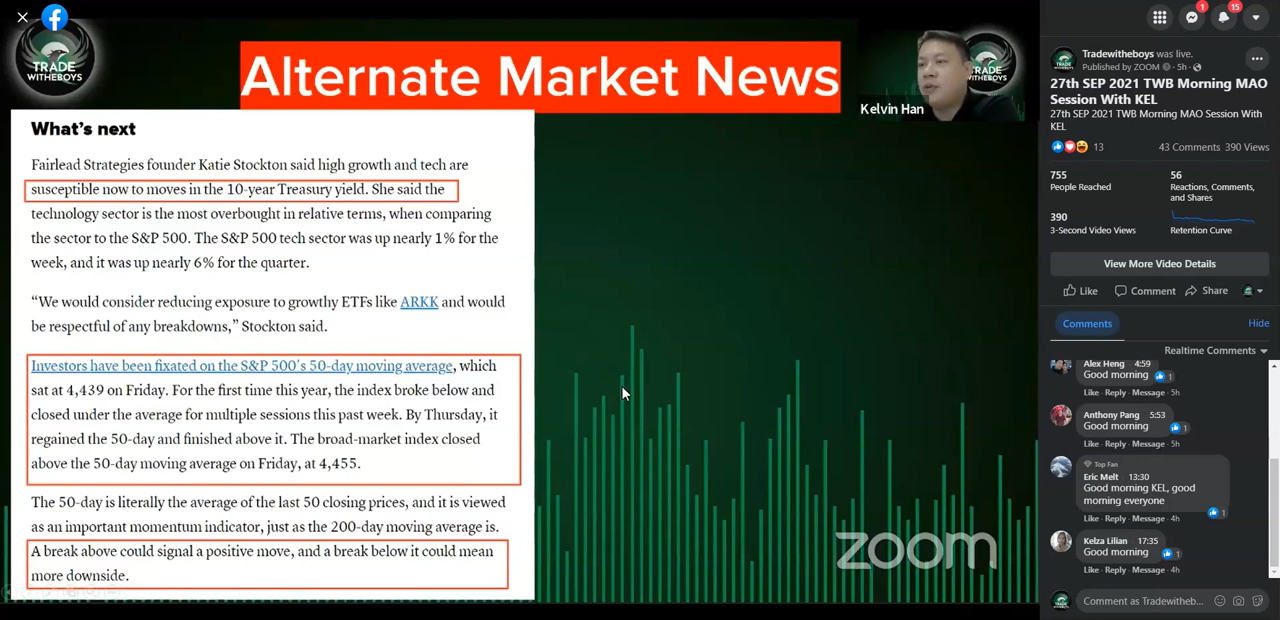 TRADE
WITHEBOYS
Alternate Market News
TRADE
WITHEBOYS
Kelvin Han
What's next
Fairlead Strategies founder Katie Stockton said high growth and tech are
susceptible now to moves in the 10-year Treasury yield. She said the
technology sector is the most overbought in relative terms, when comparing
the sector to the S&P 500. The S&P 500 tech sector was up nearly 1% for the
week, and it was up nearly 6% for the quarter.
“We would consider reducing exposure to growthy ETFs like ARKK and would
be respectful of any breakdowns,” Stockton said.
Investors have been fixated on the S&P 500's 50-day moving average, which
sat at 4,439 on Friday. For the first time this year, the index broke below and
closed under the average for multiple sessions this past week. By Thursday, it
regained the 50-day and finished above it. The broad-market index closed
above the 50-day moving average on Friday, at 4,455.
The 50-day is literally the average of the last 50 closing prices, and it is viewed
as an important momentum indicator, just as the 200-day moving average is.
A break above could signal a positive move, and a break below it could mean
more downside.
zoom
1
15
Tradewitheboys was live.
Published by ZOOM · 5h ·
27th SEP 2021 TWB Morning MAO
Session With KEL
27th SEP 2021 TWB Morning MAO Session With
KEL
13
43 Comments 390 Views
755
People Reached
56
Reactions, Comments,
and Shares
390
3-Second Video Views
Retention Curve
View More Video Details
Like
Comment
Share
Comments
Hide
Realtime Comments
Alex Heng 4:59
Good morning
1
Like · Reply · Message · 5h
Anthony Pang 5:53
Good morning
1
Like · Reply · Message · 5h
Top Fan
Eric Melt 13:30
Good morning KEL, good
morning everyone
1
Like · Reply · Message · 4h
Kelza Lilian 17:35
Good morning
1
Like · Reply · Message · 4h
Comment as Tradewitheb...